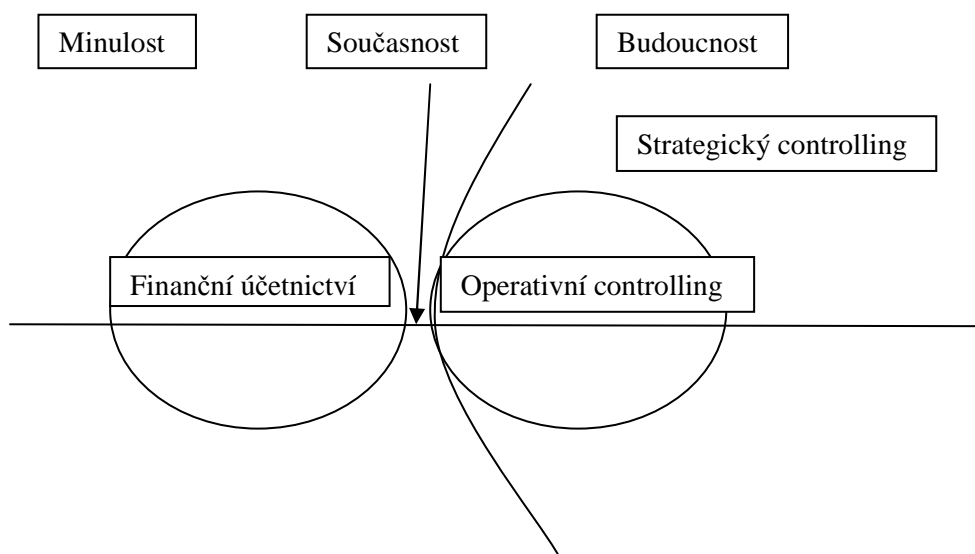 Minulost
Současnost
Budoucnost
Strategický controlling
Finanční účetnictví
Operativní controlling